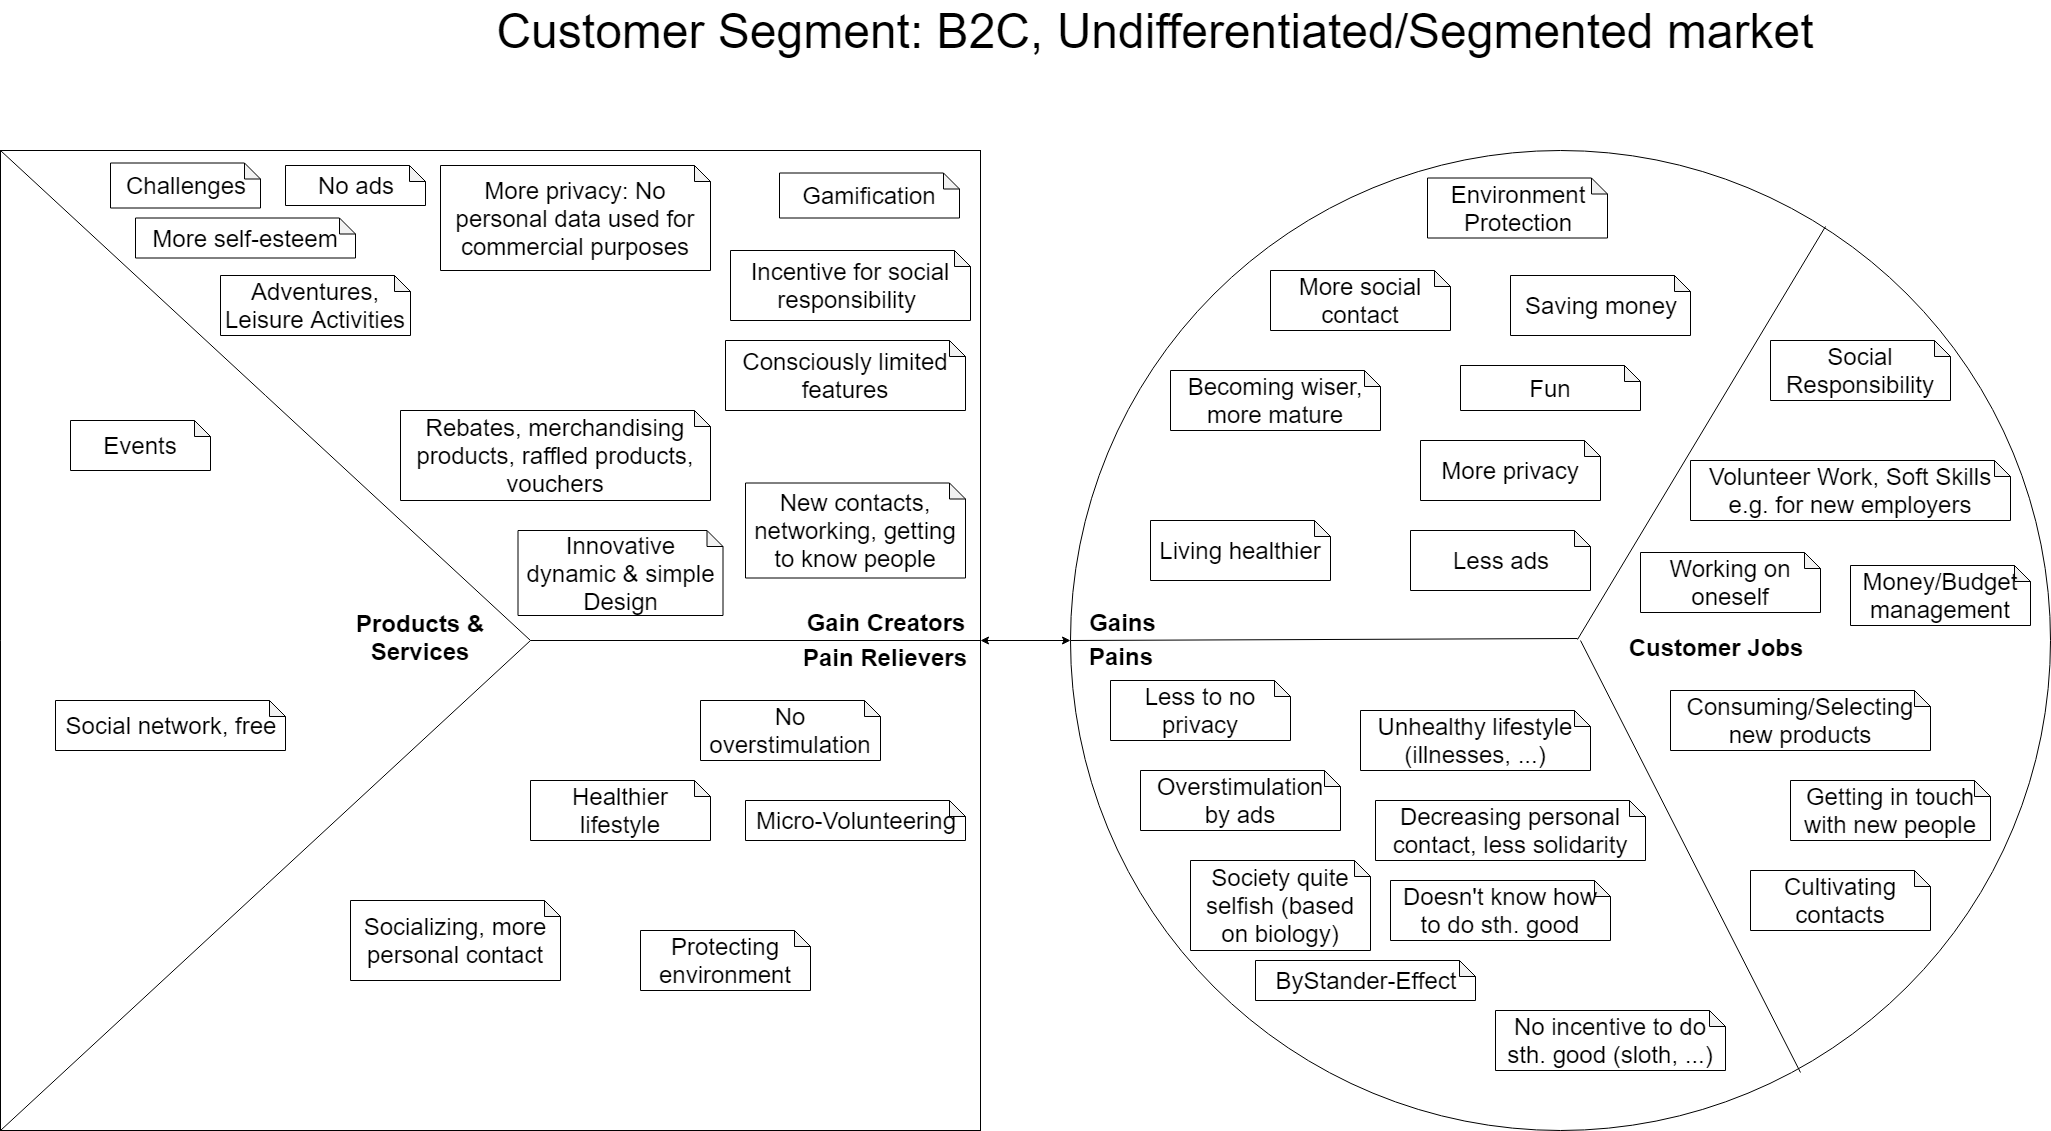 Customer Segment: B2C, Undifferentiated/Segmented market
Challenges
No ads
More self-esteem
Adventures,
Leisure Activities
More privacy: No
personal data used for
commercial purposes
Gamification
Incentive for social
responsibility
Consciously limited
features
Rebates, merchandising
products, raffled products,
vouchers
New contacts,
networking, getting
to know people
Innovative
dynamic & simple
Design
Gain Creators
Events
Products &
Services
Social network, free
Pain Relievers
No
overstimulation
Healthier
lifestyle
Micro-Volunteering
Socializing, more
personal contact
Protecting
environment
Environment
Protection
More social
contact
Saving money
Becoming wiser,
more mature
Fun
More privacy
Living healthier
Less ads
Gains
Pains
Less to no
privacy
Unhealthy lifestyle
(illnesses, ...)
Overstimulation
by ads
Decreasing personal
contact, less solidarity
Society quite
selfish (based
on biology)
Doesn't know how
to do sth. good
ByStander-Effect
No incentive to do
sth. good (sloth, ...)
Social
Responsibility
Volunteer Work, Soft Skills
e.g. for new employers
Working on
oneself
Money/Budget
management
Customer Jobs
Consuming/Selecting
new products
Getting in touch
with new people
Cultivating
contacts